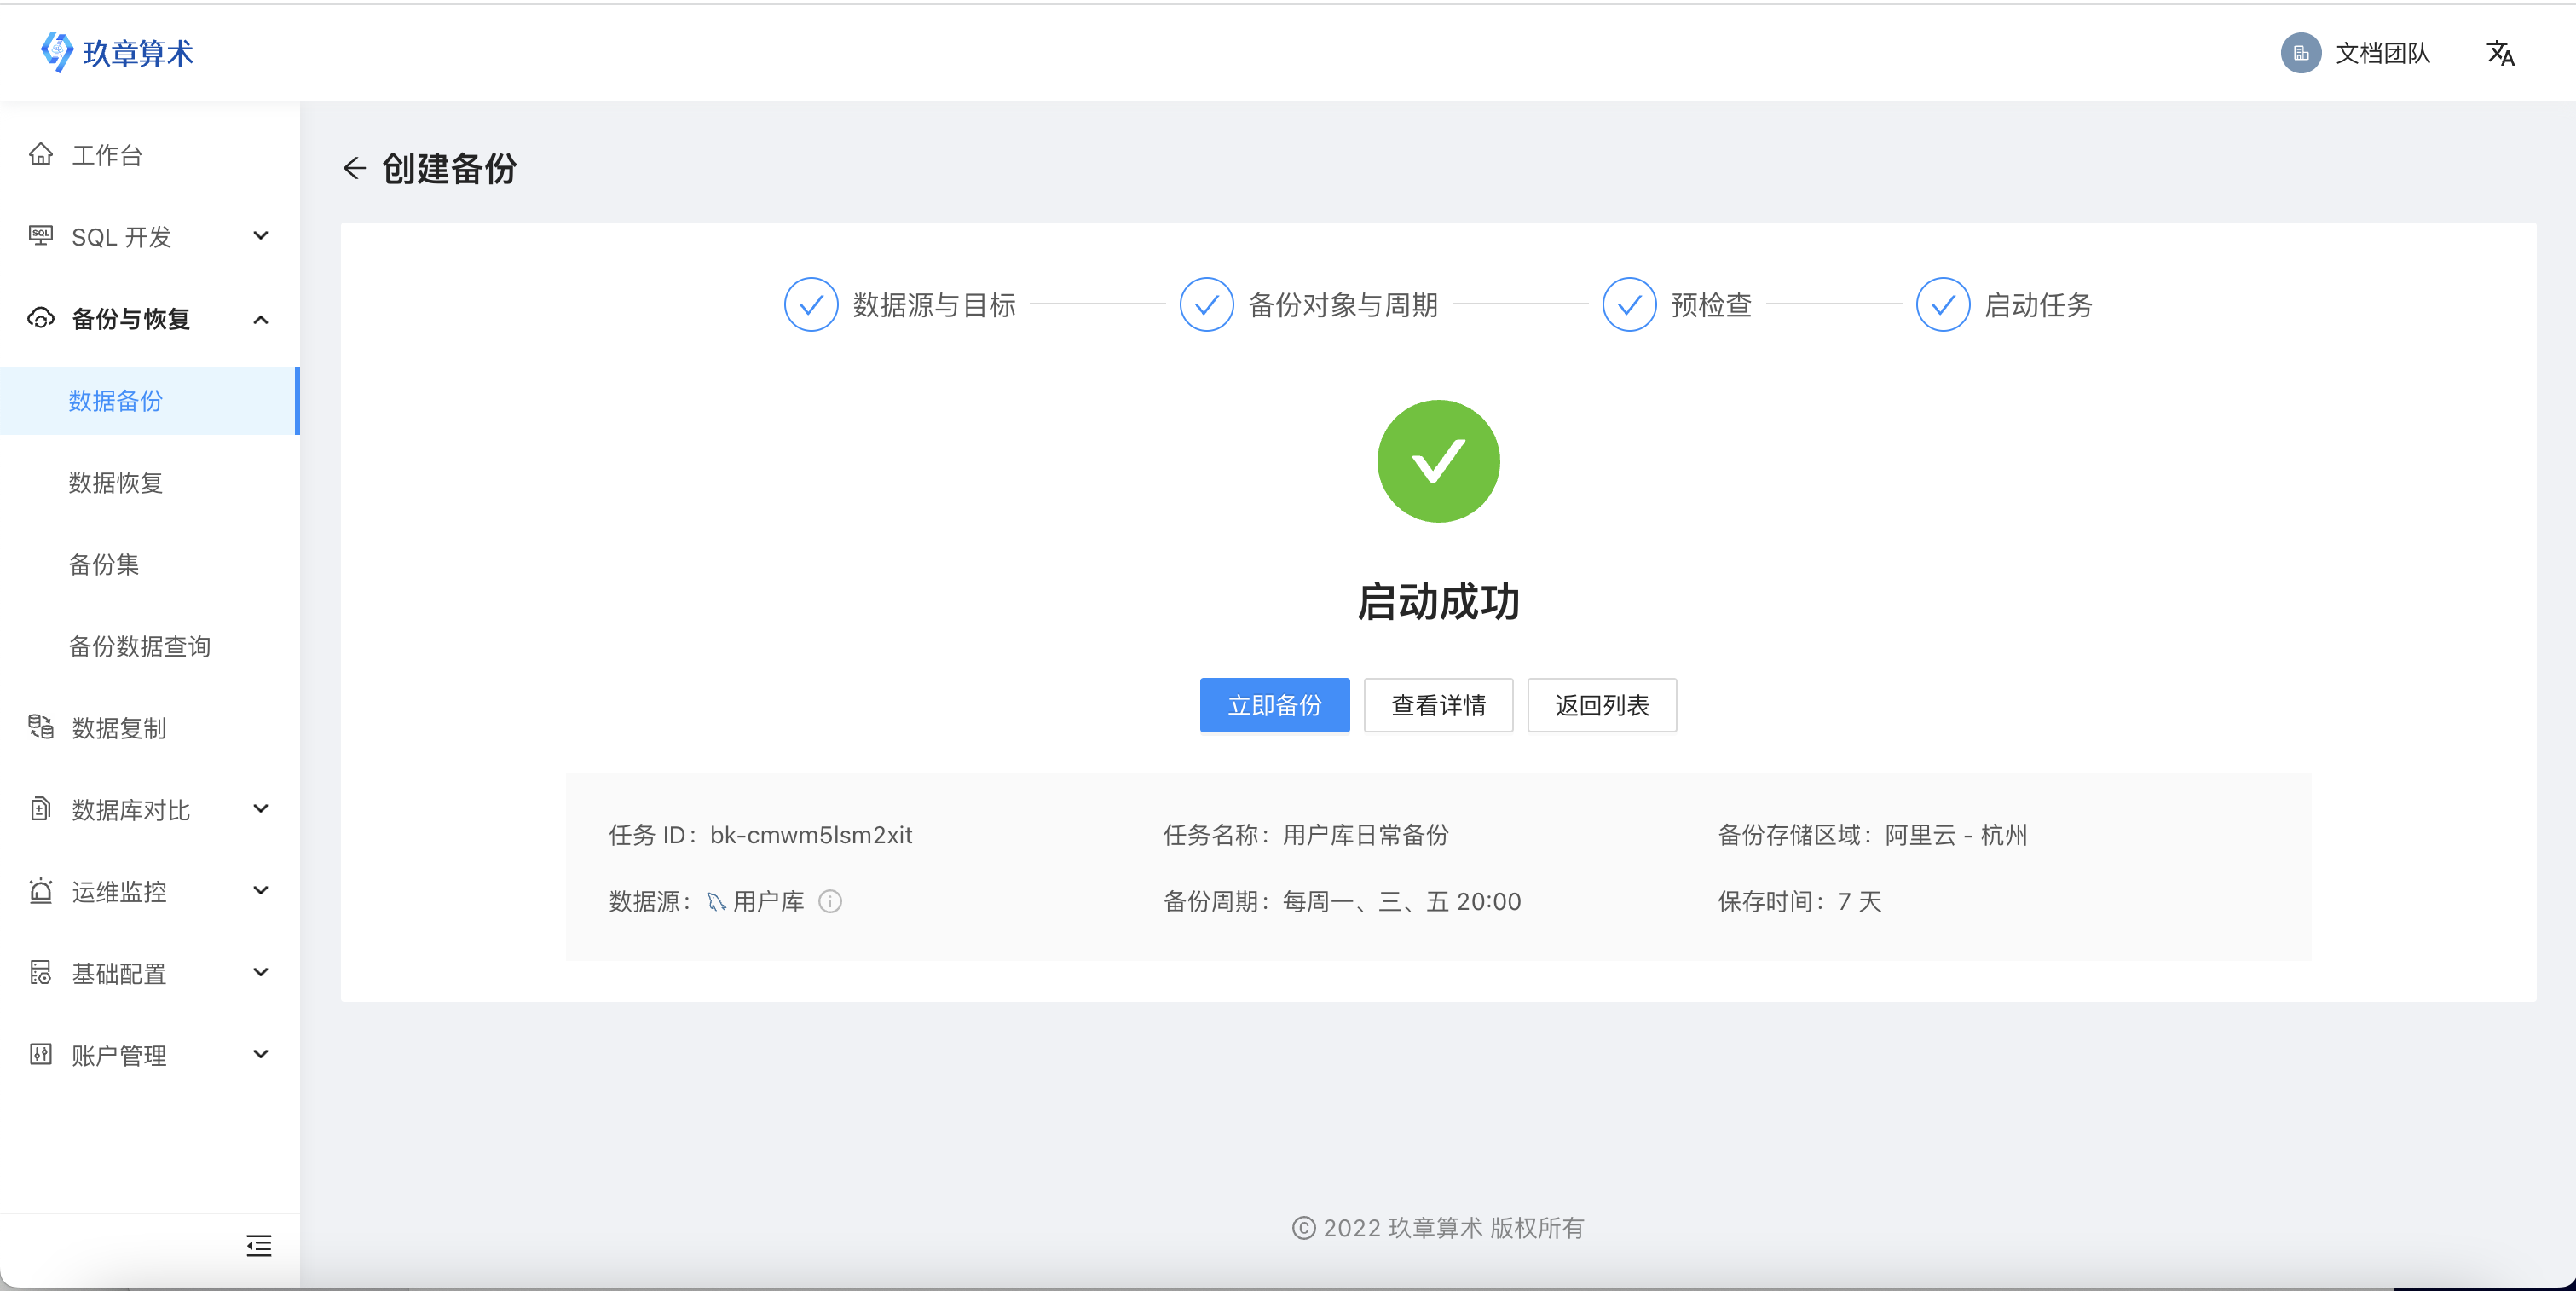 玖章算术
文档团队
工作台
SQL 开发
备份与恢复
数据备份
数据恢复
备份集
备份数据查询
数据复制
数据库对比
运维监控
基础配置
账户管理
创建备份
数据源与目标 备份对象与周期 预检查 启动任务
启动成功
立即备份 查看详情 返回列表
任务 ID： bk-cmwm5lsm2xit 任务名称：用户库日常备份 备份存储区域：阿里云 - 杭州
数据源： 用户库 备份周期：每周一、三、五 20:00 保存时间：7 天
© 2022 玖章算术 版权所有